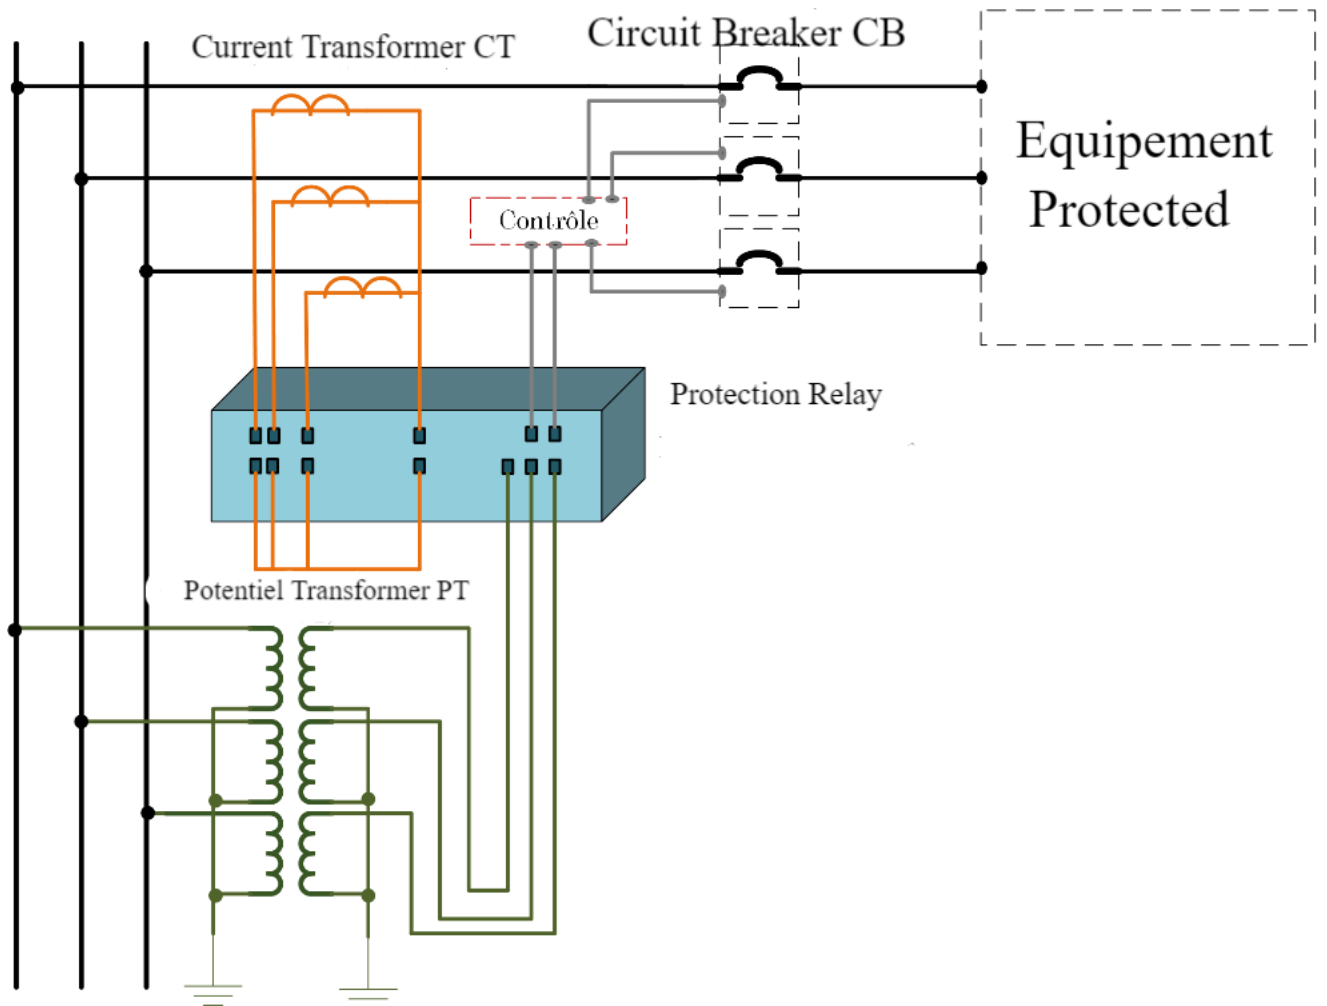 Current Transformer CT
Circuit Breaker CB
Equipement
Protected
Contrôle
Protection Relay
Potentiel Transformer PT